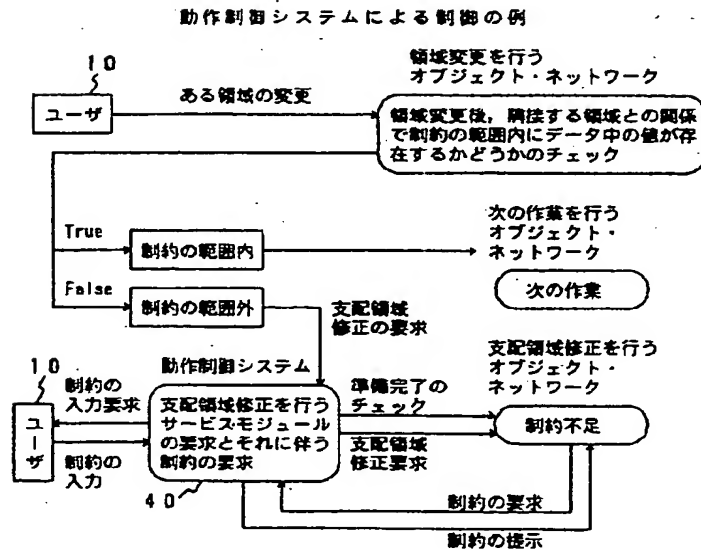 動作制御システムによる制御の例
10
ユーザ
ある領域の変更
領域変更を行う
オブジェクト・ネットワーク
領域変更後,隣接する領域との関係
で制約の範囲内にデータ中の値が存
在するかどうかのチェック
True
制約の範囲内
次の作業を行う
オブジェクト・
ネットワーク
次の作業
False
制約の範囲外
支配領域
修正の要求
10
ユーザ
制約の
入力要求
制約の
入力
動作制御システム
支配領域修正を行う
サービスモジュール
の要求とそれに伴う
制約の要求
40
準備完了の
チェック
支配領域
修正要求
支配領域修正を行う
オブジェクト・
ネットワーク
制約不足
制約の要求
制約の提示